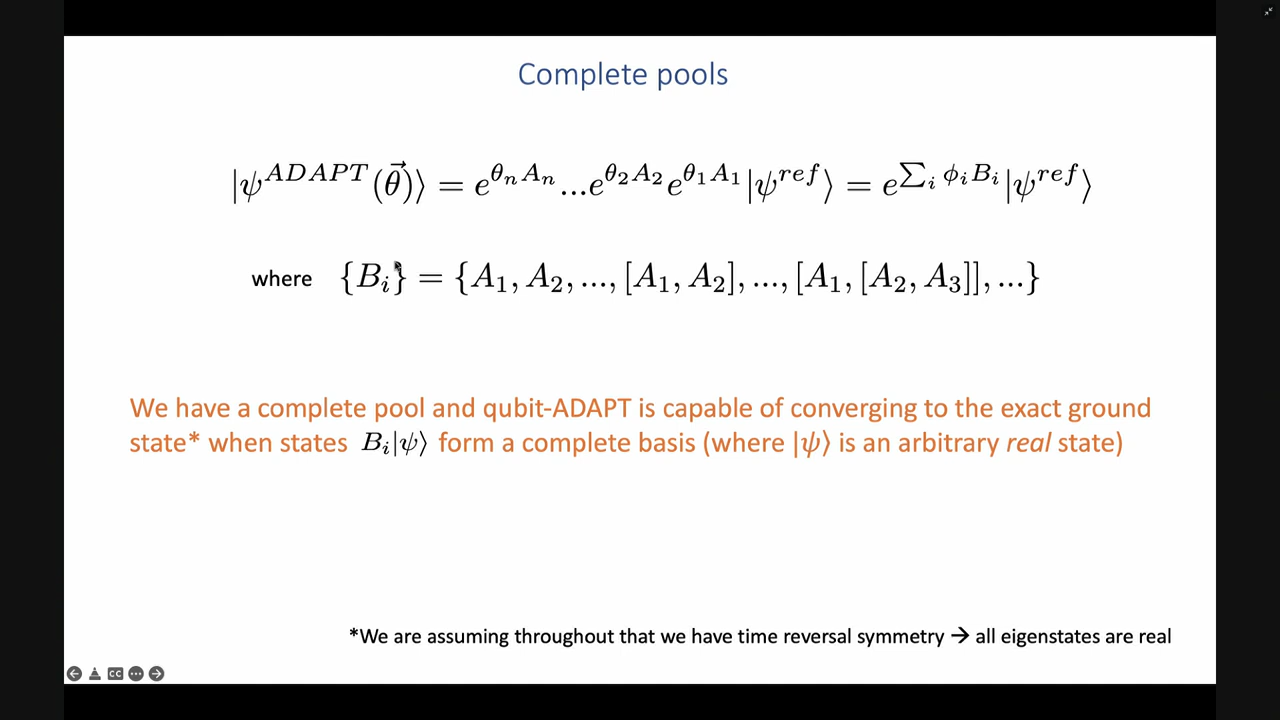 Complete pools
|ψ^{ADAPT}(\vec{θ})⟩ = e^{θ_n A_n}...e^{θ_2 A_2}e^{θ_1 A_1}|ψ^{ref}⟩ = e^{∑_i ϕ_i B_i}|ψ^{ref}⟩
where {B_i} = {A_1, A_2, ..., [A_1, A_2], ..., [A_1, [A_2, A_3]], ...}
We have a complete pool and qubit-ADAPT is capable of converging to the exact ground
state* when states B_i|ψ⟩ form a complete basis (where |ψ⟩ is an arbitrary real state)
*We are assuming throughout that we have time reversal symmetry → all eigenstates are real
CC